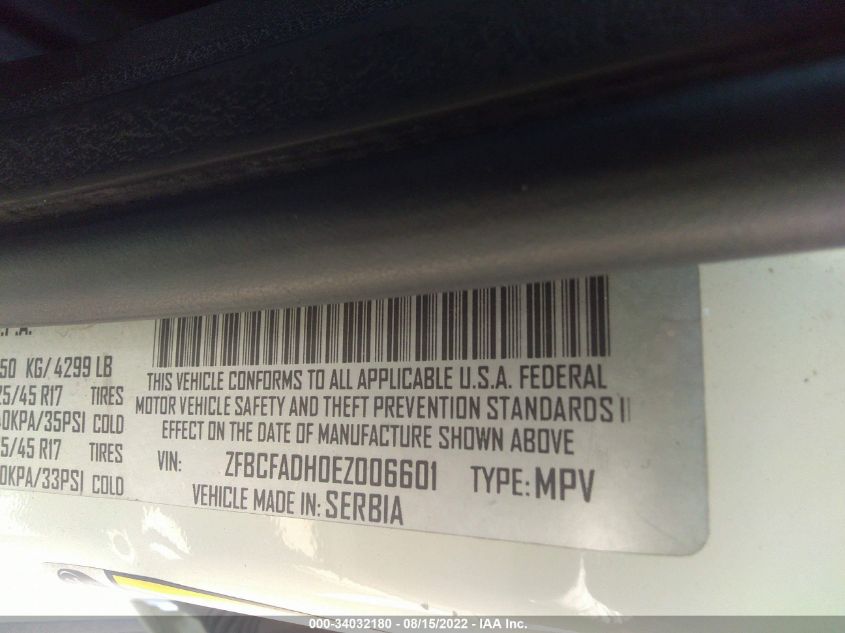 .P.A.
50 KG/ 4299 LB
25/45 R17 TIRES
0KPA/35PSI COLD
5/45 R17 TIRES
0KPA/33PSI COLD
THIS VEHICLE CONFORMS TO ALL APPLICABLE U.S.A. FEDERAL
MOTOR VEHICLE SAFETY AND THEFT PREVENTION STANDARDS I
EFFECT ON THE DATE OF MANUFACTURE SHOWN ABOVE
VIN: ZFBCFADH0EZ006601 TYPE: MPV
VEHICLE MADE IN: SERBIA
000-34032180 - 08/15/2022 - IAA Inc.